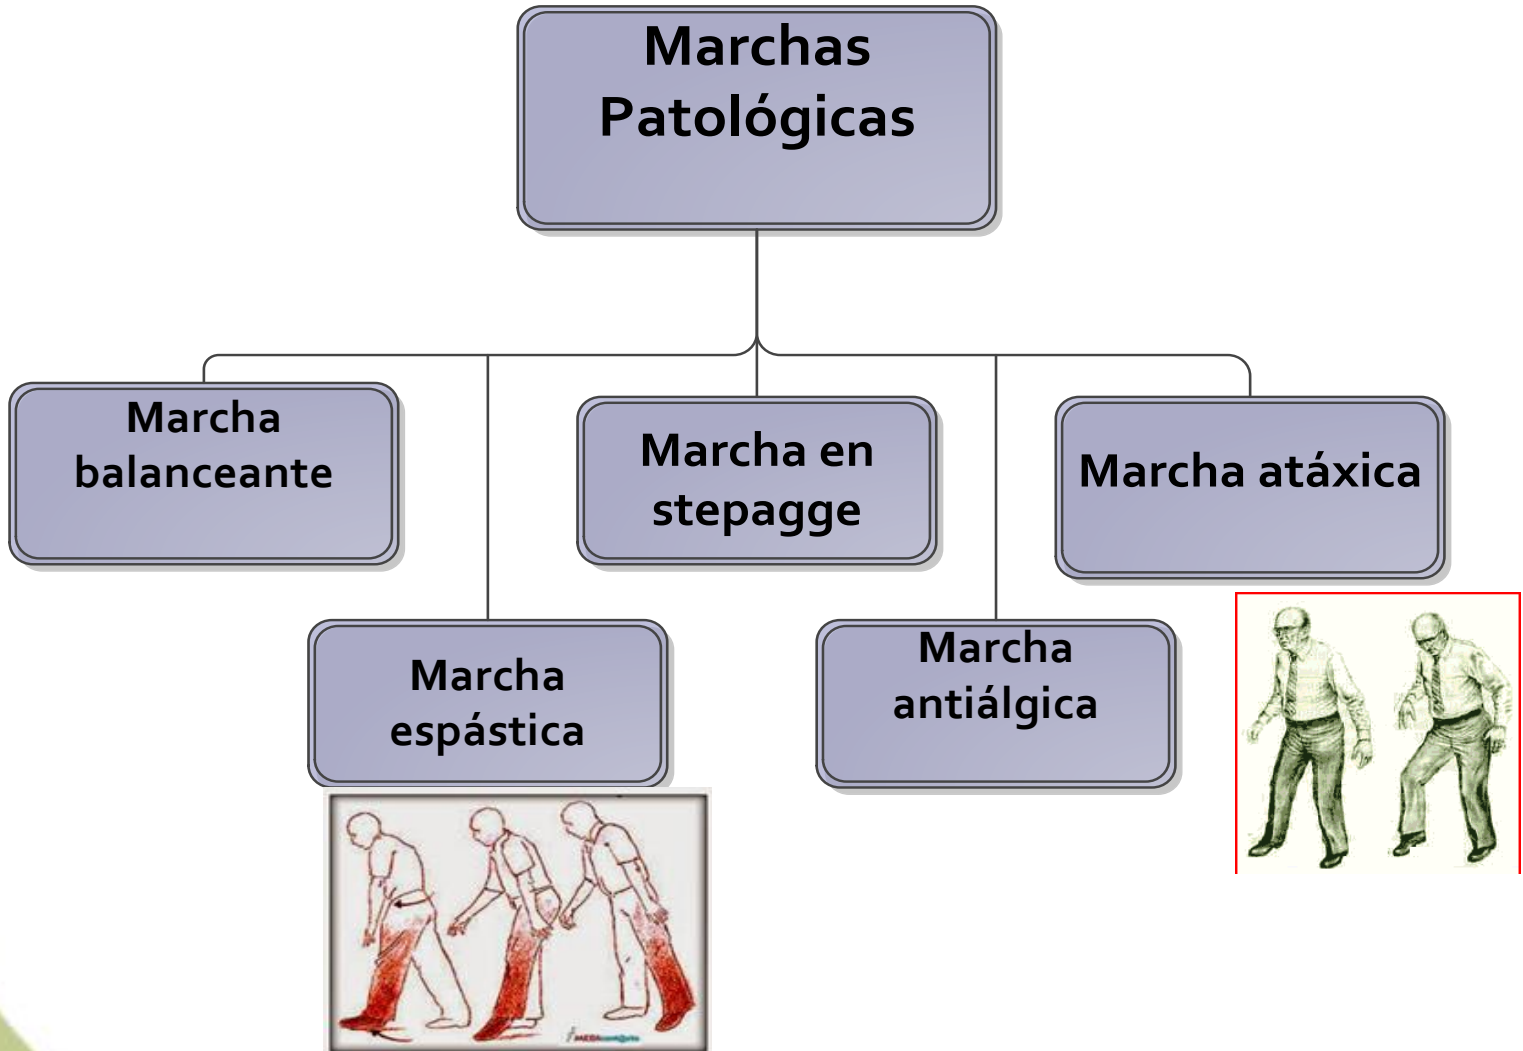 Marchas
Patológicas
Marcha
balanceante
Marcha en
stepagge
Marcha atáxica
Marcha
espástica
Marcha
antiálgica